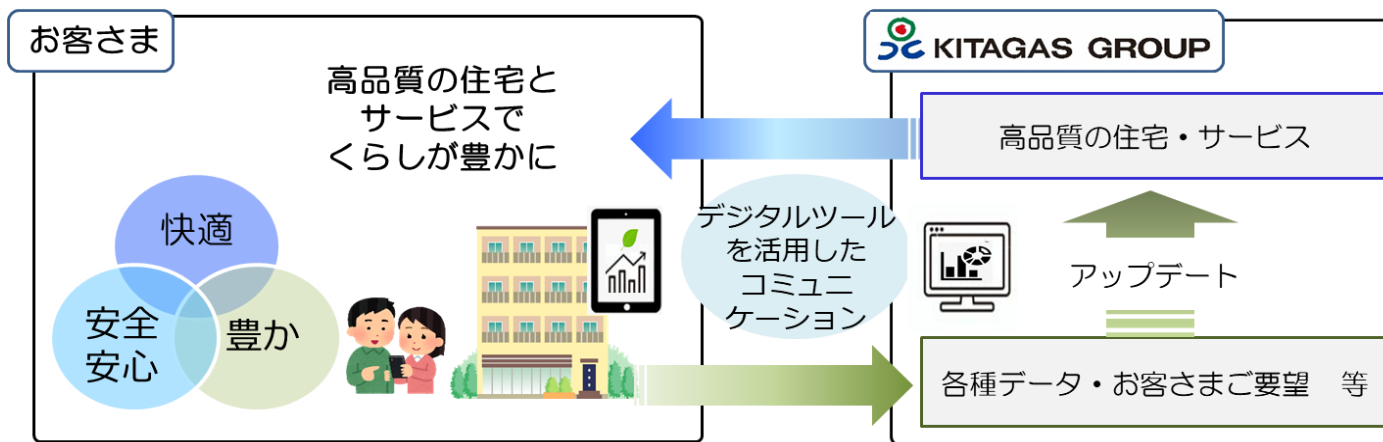 お客さま
KITAGAS GROUP
高品質の住宅と
サービスで
くらしが豊かに
高品質の住宅・サービス
快適
安全
安心
豊か
デジタルツール
を活用した
コミュニ
ケーション
アップデート
各種データ・お客さまご要望　等